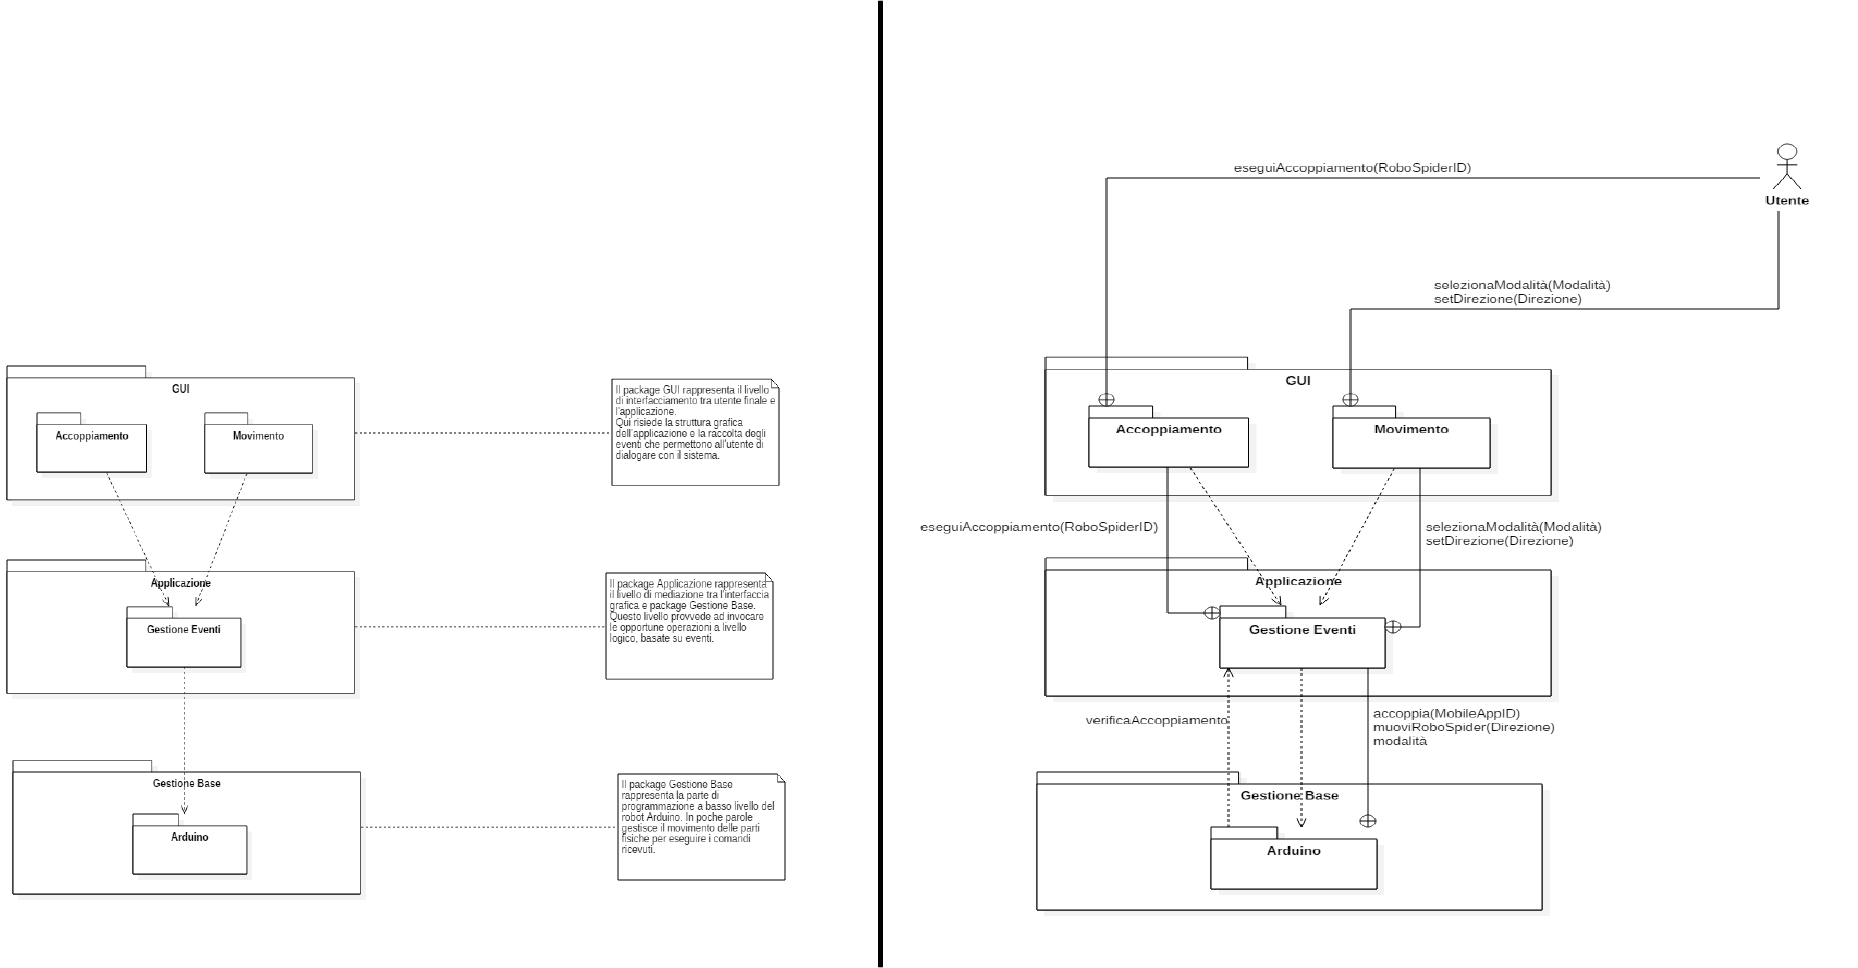 GUI
Accoppiamento
Movimento
Il package GUI rappresenta il livello
di interfacciamento tra utente finale e
l'applicazione.
Qui risiede la struttura grafica
dell'applicazione e la raccolta degli
eventi che permettono all'utente di
dialogare con il sistema.
Applicazione
Gestione Eventi
Il package Applicazione rappresenta
il livello di mediazione tra l'interfaccia
grafica e package Gestione Base.
Questo livello provvede ad invocare
le opportune operazioni a livello
logico, basate su eventi.
Gestione Base
Arduino
Il package Gestione Base
rappresenta la parte di
programmazione a basso livello del
robot Arduino. In poche parole
gestisce il movimento delle parti
fisiche per eseguire i comandi
ricevuti.
eseguiAccoppiamento(RoboSpiderID)
Utente
selezionaModalità(Modalità)
setDirezione(Direzione)
GUI
Accoppiamento
Movimento
eseguiAccoppiamento(RoboSpiderID)
selezionaModalità(Modalità)
setDirezione(Direzione)
Applicazione
Gestione Eventi
verificaAccoppiamento
accoppia(MobileAppID)
muoviRoboSpider(Direzione)
modalità
Gestione Base
Arduino